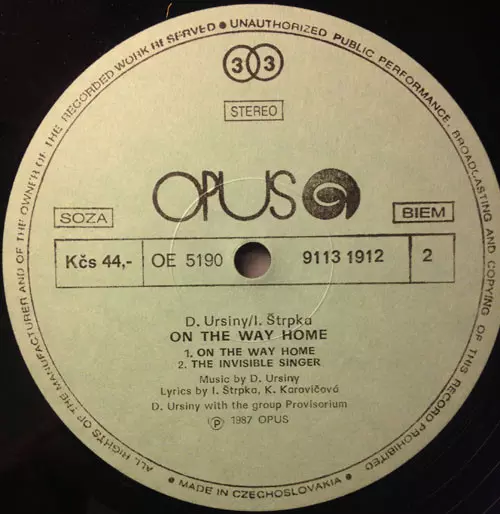 ALL RIGHTS OF THE MANUFACTURER AND OF THE OWNER OF THE RECORDED WORK RESERVED ● UNAUTHORIZED PUBLIC PERFORMANCE, BROADCASTING AND COPYING OF THIS RECORD PROHIBITED
33
STEREO
OPUS
SOZA
BIEM
Kčs 44,- OE 5190 9113 1912 2
D. Ursiny/I. Štrpka
ON THE WAY HOME
1. ON THE WAY HOME
2. THE INVISIBLE SINGER
Music by D. Ursiny
Lyrics by I. Štrpka, K. Karovičová
D. Ursiny with the group Provisorium
Ⓟ 1987 OPUS
● MADE IN CZECHOSLOVAKIA ●